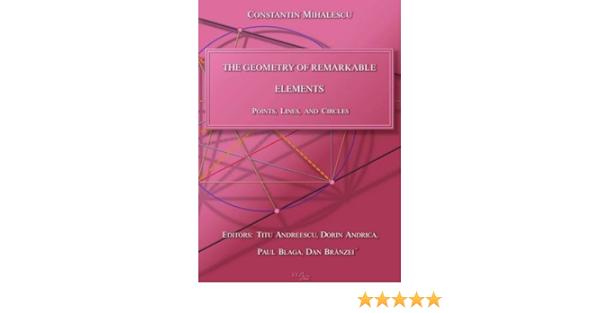 CONSTANTIN MIHALESCU
THE GEOMETRY OF REMARKABLE
ELEMENTS
POINTS, LINES, AND CIRCLES
EDITORS: TITU ANDREESCU, DORIN ANDRICA,
PAUL BLAGA, DAN BRÂNZEI